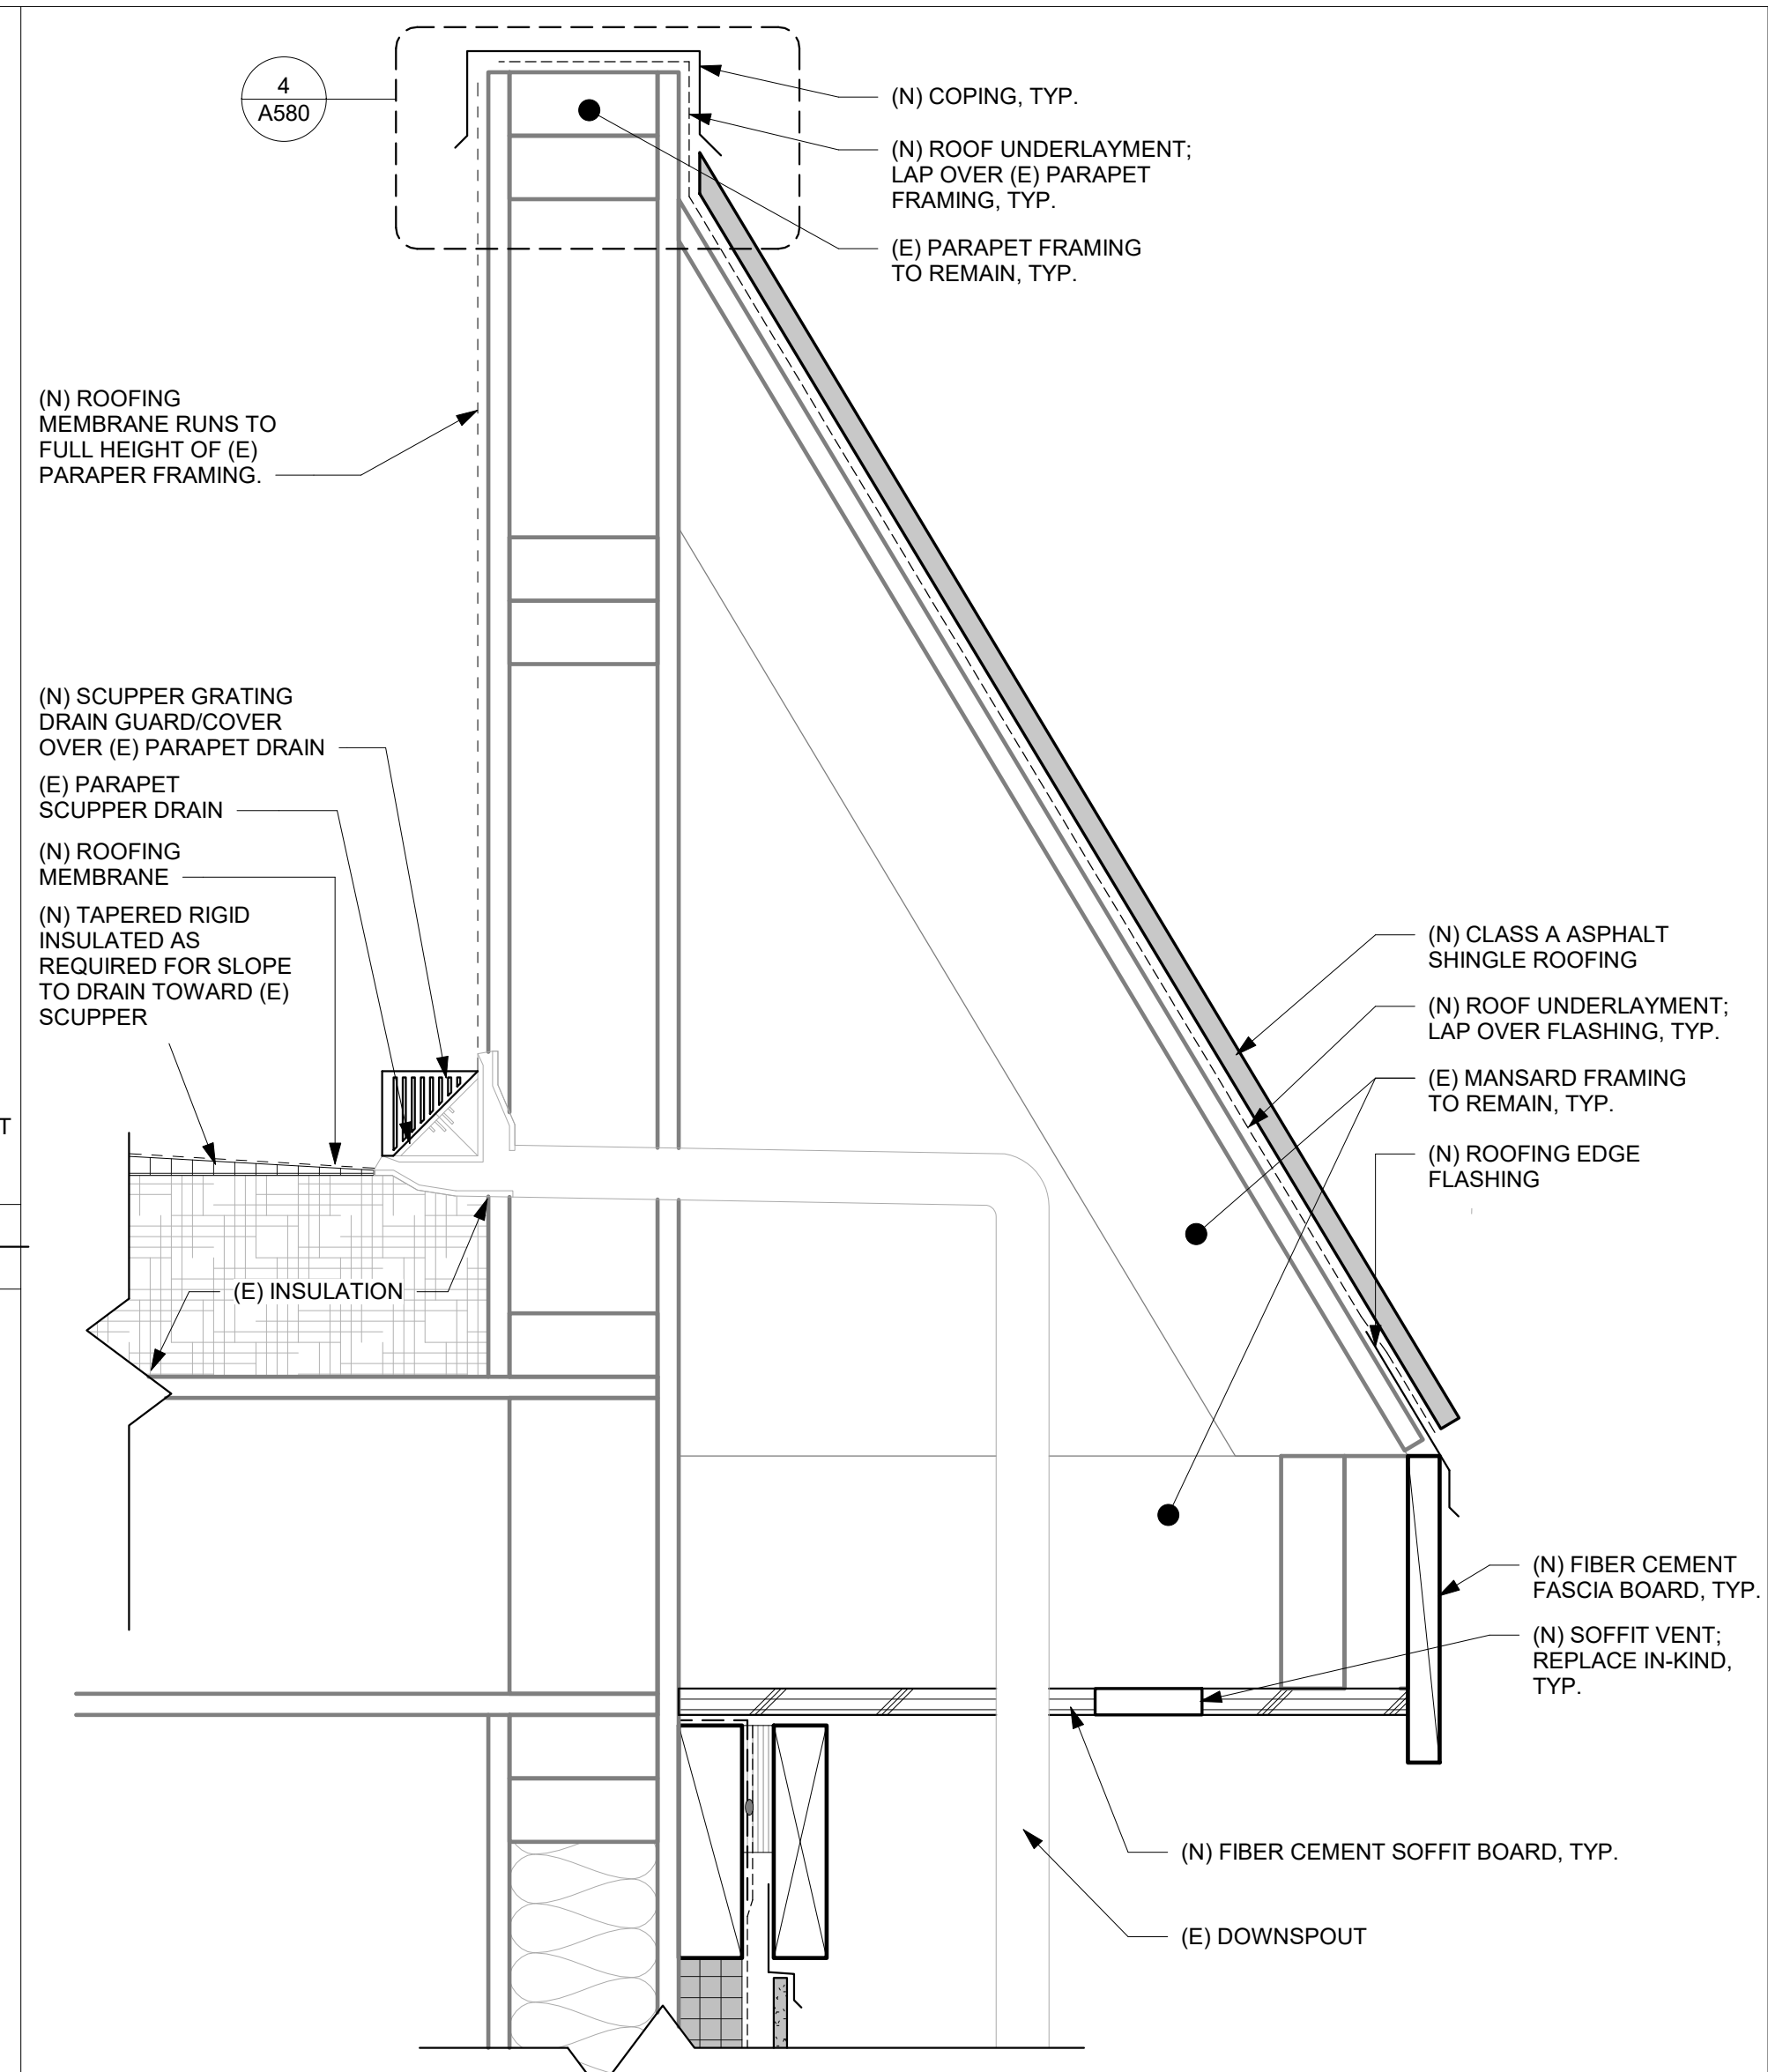 4
A580
(N) COPING, TYP.
(N) ROOF UNDERLAYMENT;
LAP OVER (E) PARAPET
FRAMING, TYP.
(E) PARAPET FRAMING
TO REMAIN, TYP.
(N) ROOFING
MEMBRANE RUNS TO
FULL HEIGHT OF (E)
PARAPER FRAMING.
(N) SCUPPER GRATING
DRAIN GUARD/COVER
OVER (E) PARAPET DRAIN
(E) PARAPET
SCUPPER DRAIN
(N) ROOFING
MEMBRANE
(N) TAPERED RIGID
INSULATED AS
REQUIRED FOR SLOPE
TO DRAIN TOWARD (E)
SCUPPER
T
(E) INSULATION
(N) CLASS A ASPHALT
SHINGLE ROOFING
(N) ROOF UNDERLAYMENT;
LAP OVER FLASHING, TYP.
(E) MANSARD FRAMING
TO REMAIN, TYP.
(N) ROOFING EDGE
FLASHING
(N) FIBER CEMENT
FASCIA BOARD, TYP.
(N) SOFFIT VENT;
REPLACE IN-KIND,
TYP.
(N) FIBER CEMENT SOFFIT BOARD, TYP.
(E) DOWNSPOUT